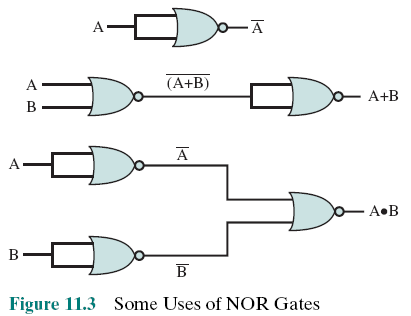 A A̅
A (A+B)̅ A+B
B
A A̅
A•B
B B̅
Figure 11.3 Some Uses of NOR Gates